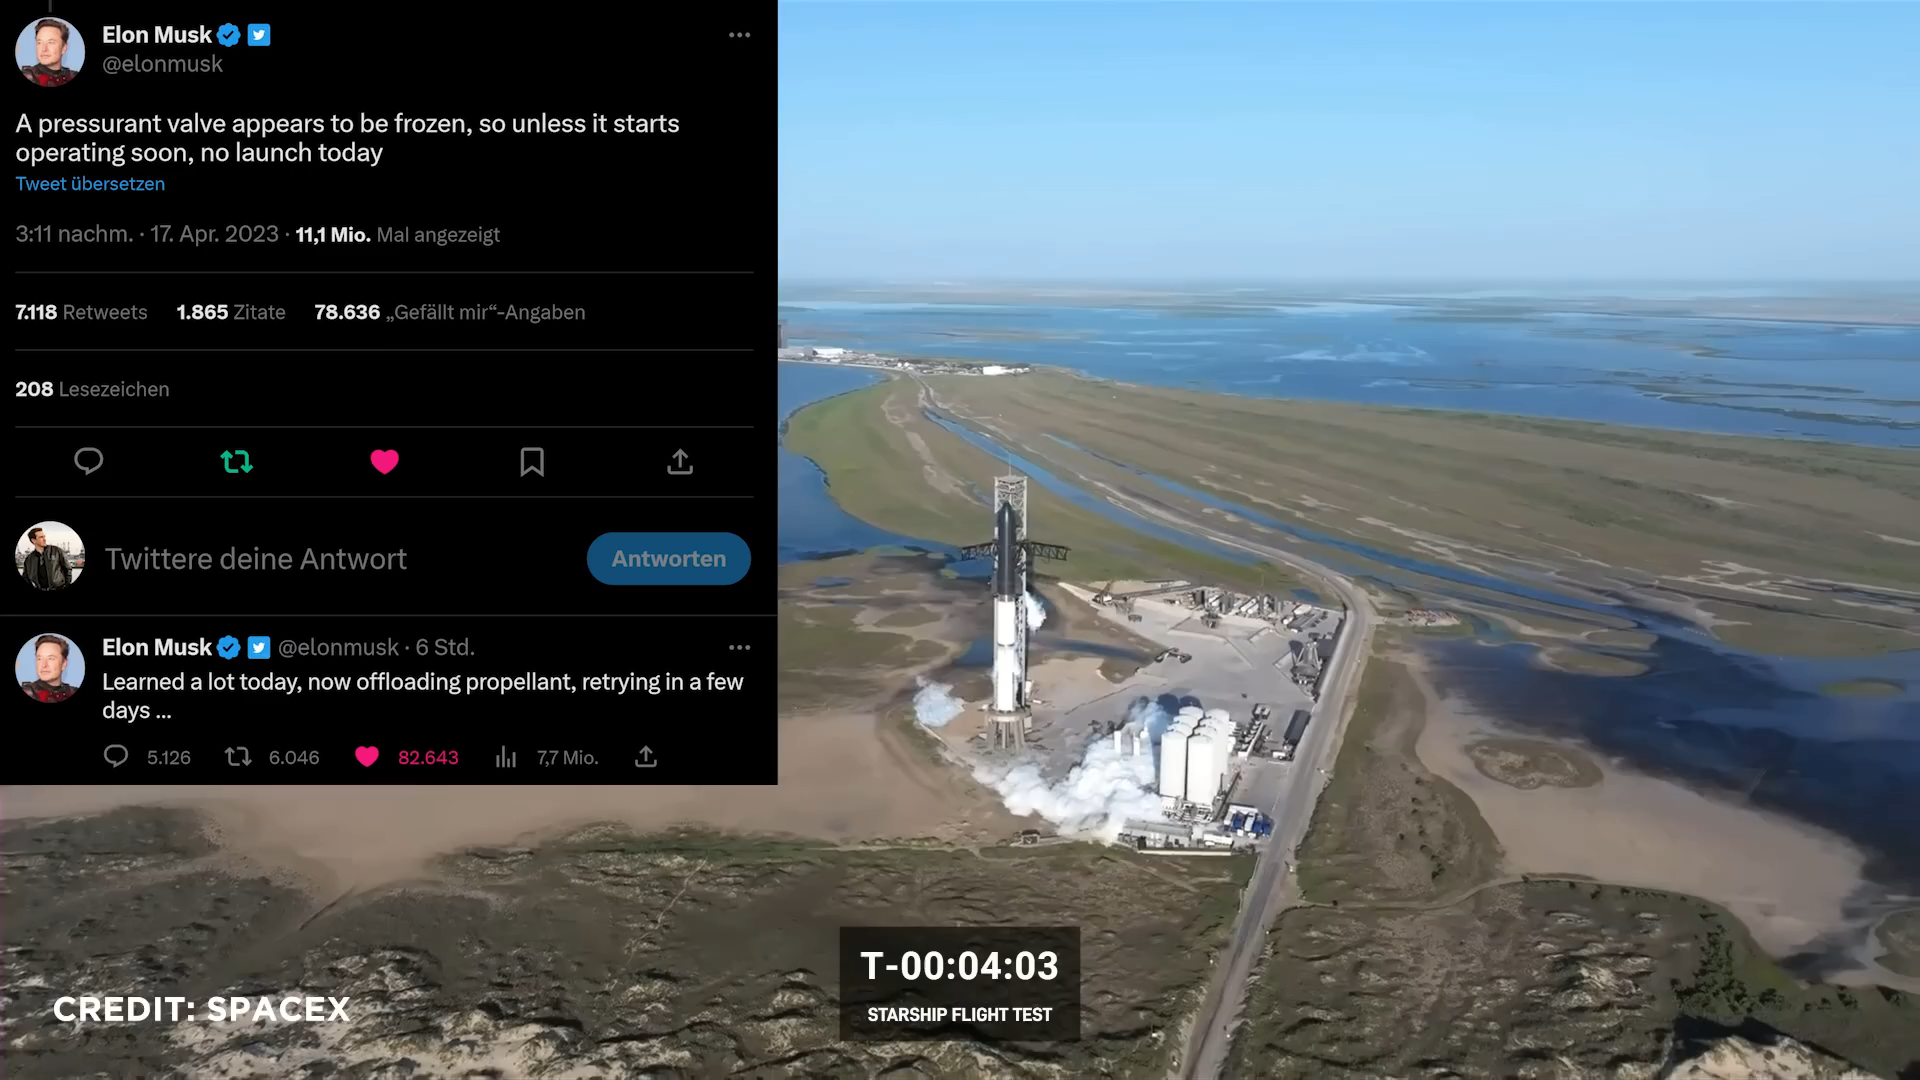 Elon Musk
@elonmusk
A pressurant valve appears to be frozen, so unless it starts
operating soon, no launch today
Tweet übersetzen
3:11 nachm. · 17. Apr. 2023 · 11,1 Mio. Mal angezeigt
7.118 Retweets 1.865 Zitate 78.636 „Gefällt mir“-Angaben
208 Lesezeichen
Twittere deine Antwort
Antworten
Elon Musk @elonmusk · 6 Std.
Learned a lot today, now offloading propellant, retrying in a few
days ...
5.126 6.046 82.643 7,7 Mio.
T-00:04:03
STARSHIP FLIGHT TEST
CREDIT: SPACEX